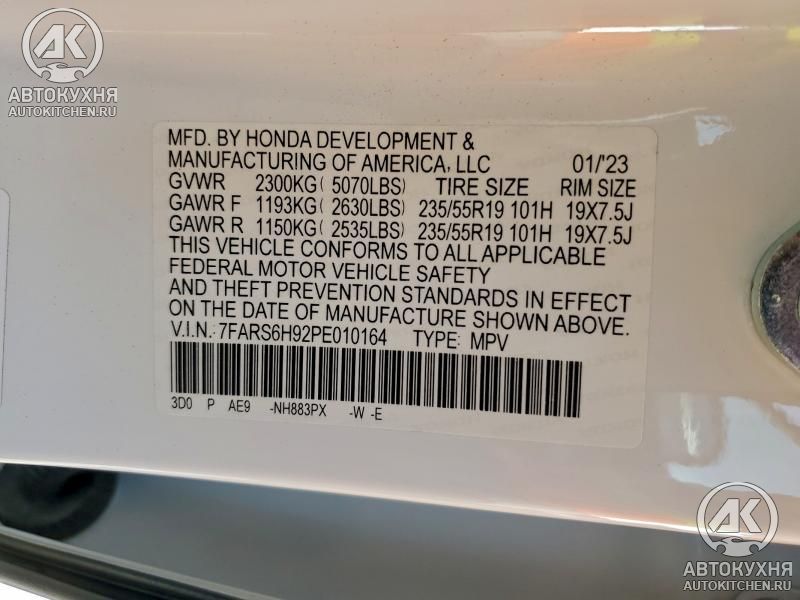 АК
АВТОКУХНЯ
AUTOKITCHEN.RU
MFD. BY HONDA DEVELOPMENT &
MANUFACTURING OF AMERICA, LLC 01/'23
GVWR 2300KG( 5070LBS) TIRE SIZE RIM SIZE
GAWR F 1193KG( 2630LBS) 235/55R19 101H 19X7.5J
GAWR R 1150KG( 2535LBS) 235/55R19 101H 19X7.5J
THIS VEHICLE CONFORMS TO ALL APPLICABLE
FEDERAL MOTOR VEHICLE SAFETY
AND THEFT PREVENTION STANDARDS IN EFFECT
ON THE DATE OF MANUFACTURE SHOWN ABOVE.
V.I.N.: 7FARS6H92PE010164 TYPE: MPV
3D0 P AE9 -NH883PX -W -E
АК
АВТОКУХНЯ
AUTOKITCHEN.RU